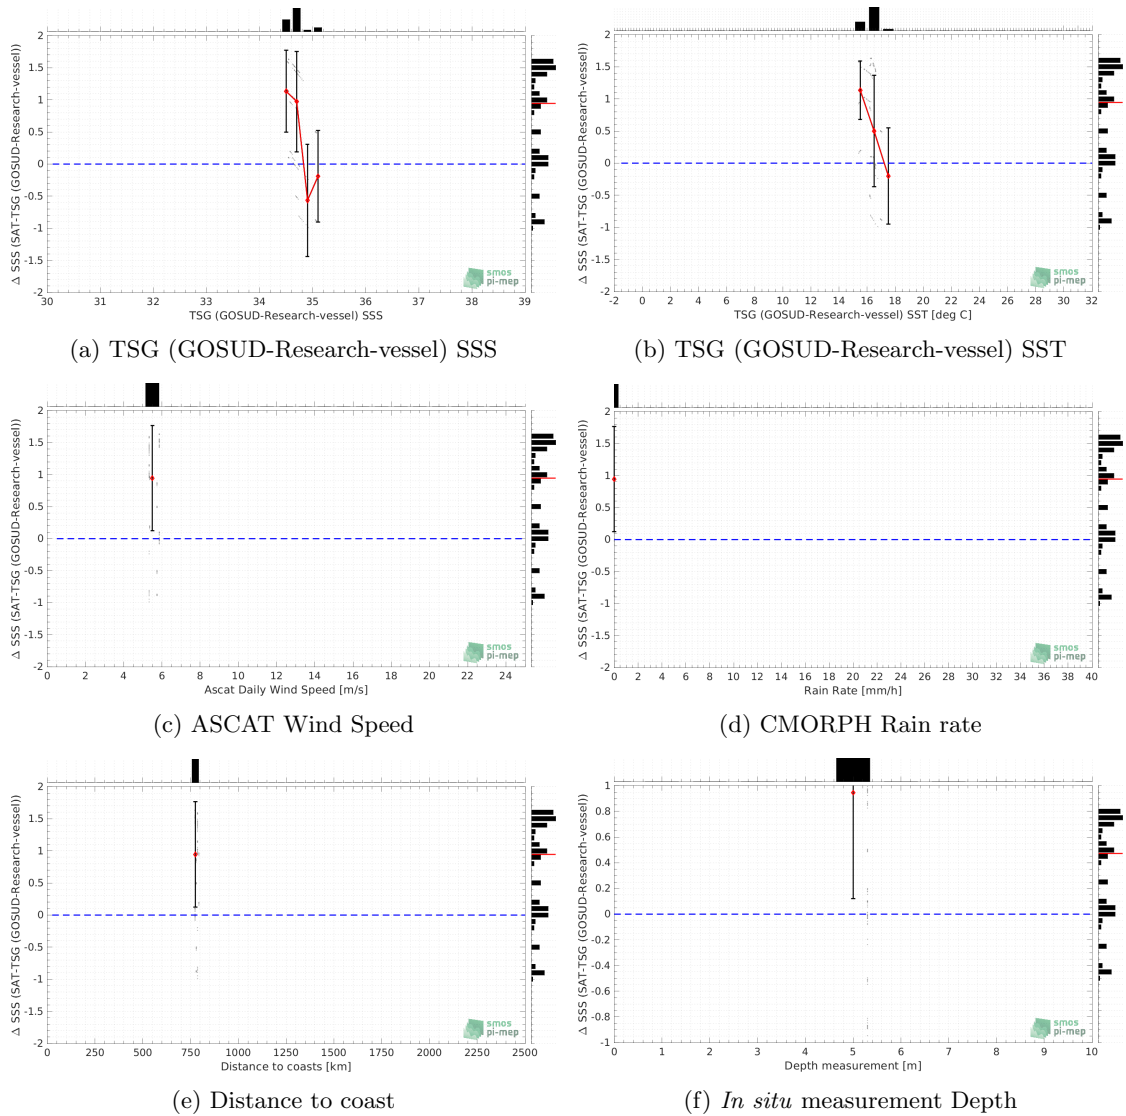 Δ SSS (SAT-TSG (GOSUD-Research-vessel))
2
1.5
1
0.5
0
-0.5
-1
-1.5
-2
30 31 32 33 34 35 36 37 38 39
TSG (GOSUD-Research-vessel) SSS
smos
pi-mep
(a) TSG (GOSUD-Research-vessel) SSS
Δ SSS (SAT-TSG (GOSUD-Research-vessel))
2
1.5
1
0.5
0
-0.5
-1
-1.5
-2
-2 0 2 4 6 8 10 12 14 16 18 20 22 24 26 28 30 32
TSG (GOSUD-Research-vessel) SST [deg C]
smos
pi-mep
(b) TSG (GOSUD-Research-vessel) SST
Δ SSS (SAT-TSG (GOSUD-Research-vessel))
2
1.5
1
0.5
0
-0.5
-1
-1.5
-2
0 2 4 6 8 10 12 14 16 18 20 22 24
Ascat Daily Wind Speed [m/s]
smos
pi-mep
(c) ASCAT Wind Speed
Δ SSS (SAT-TSG (GOSUD-Research-vessel))
2
1.5
1
0.5
0
-0.5
-1
-1.5
-2
0 2 4 6 8 10 12 14 16 18 20 22 24 26 28 30 32 34 36 38 40
Rain Rate [mm/h]
smos
pi-mep
(d) CMORPH Rain rate
Δ SSS (SAT-TSG (GOSUD-Research-vessel))
2
1.5
1
0.5
0
-0.5
-1
-1.5
-2
0 250 500 750 1000 1250 1500 1750 2000 2250 2500
Distance to coasts [km]
smos
pi-mep
(e) Distance to coast
Δ SSS (SAT-TSG (GOSUD-Research-vessel))
1
0.8
0.6
0.4
0.2
0
-0.2
-0.4
-0.6
-0.8
-1
0 1 2 3 4 5 6 7 8 9 10
Depth measurement [m]
smos
pi-mep
(f) In situ measurement Depth